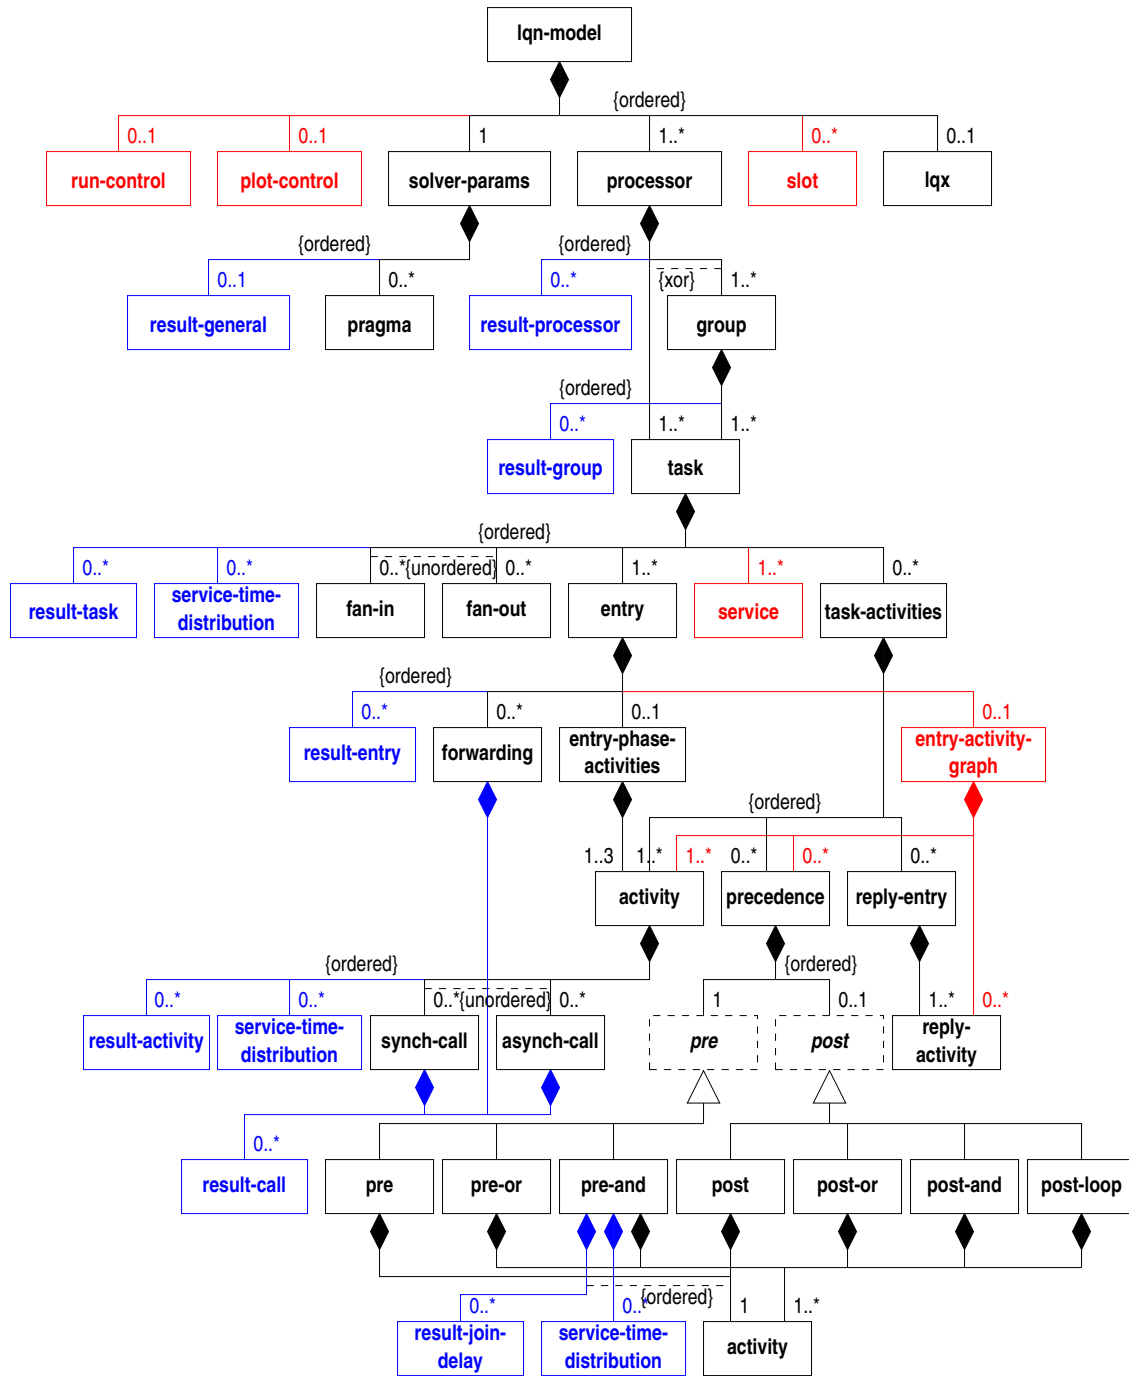 lqn-model
{ordered}
0..1 0..1 1 1..* 0..* 0..1
run-control plot-control solver-params processor slot lqx
{ordered} {ordered}
0..1 0..* 0..* {xor} 1..*
result-general pragma result-processor group
{ordered}
0..* 1..* 1..*
result-group task
{ordered}
0..* 0..* 0..* {unordered} 0..* 1..* 1..* 0..*
result-task service-time-distribution fan-in fan-out entry service task-activities
{ordered}
0..* 0..* 0..1 0..1
result-entry forwarding entry-phase-activities entry-activity-graph
{ordered}
1..3 1..* 1..* 0..* 0..* 0..*
activity precedence reply-entry
{ordered} {ordered}
0..* 0..* 0..* {unordered} 0..* 1 0..1 1..* 0..*
result-activity service-time-distribution synch-call asynch-call pre post reply-activity
0..*
result-call pre pre-or pre-and post post-or post-and post-loop
0..* 0..* {ordered} 1 1..*
result-join-delay service-time-distribution activity